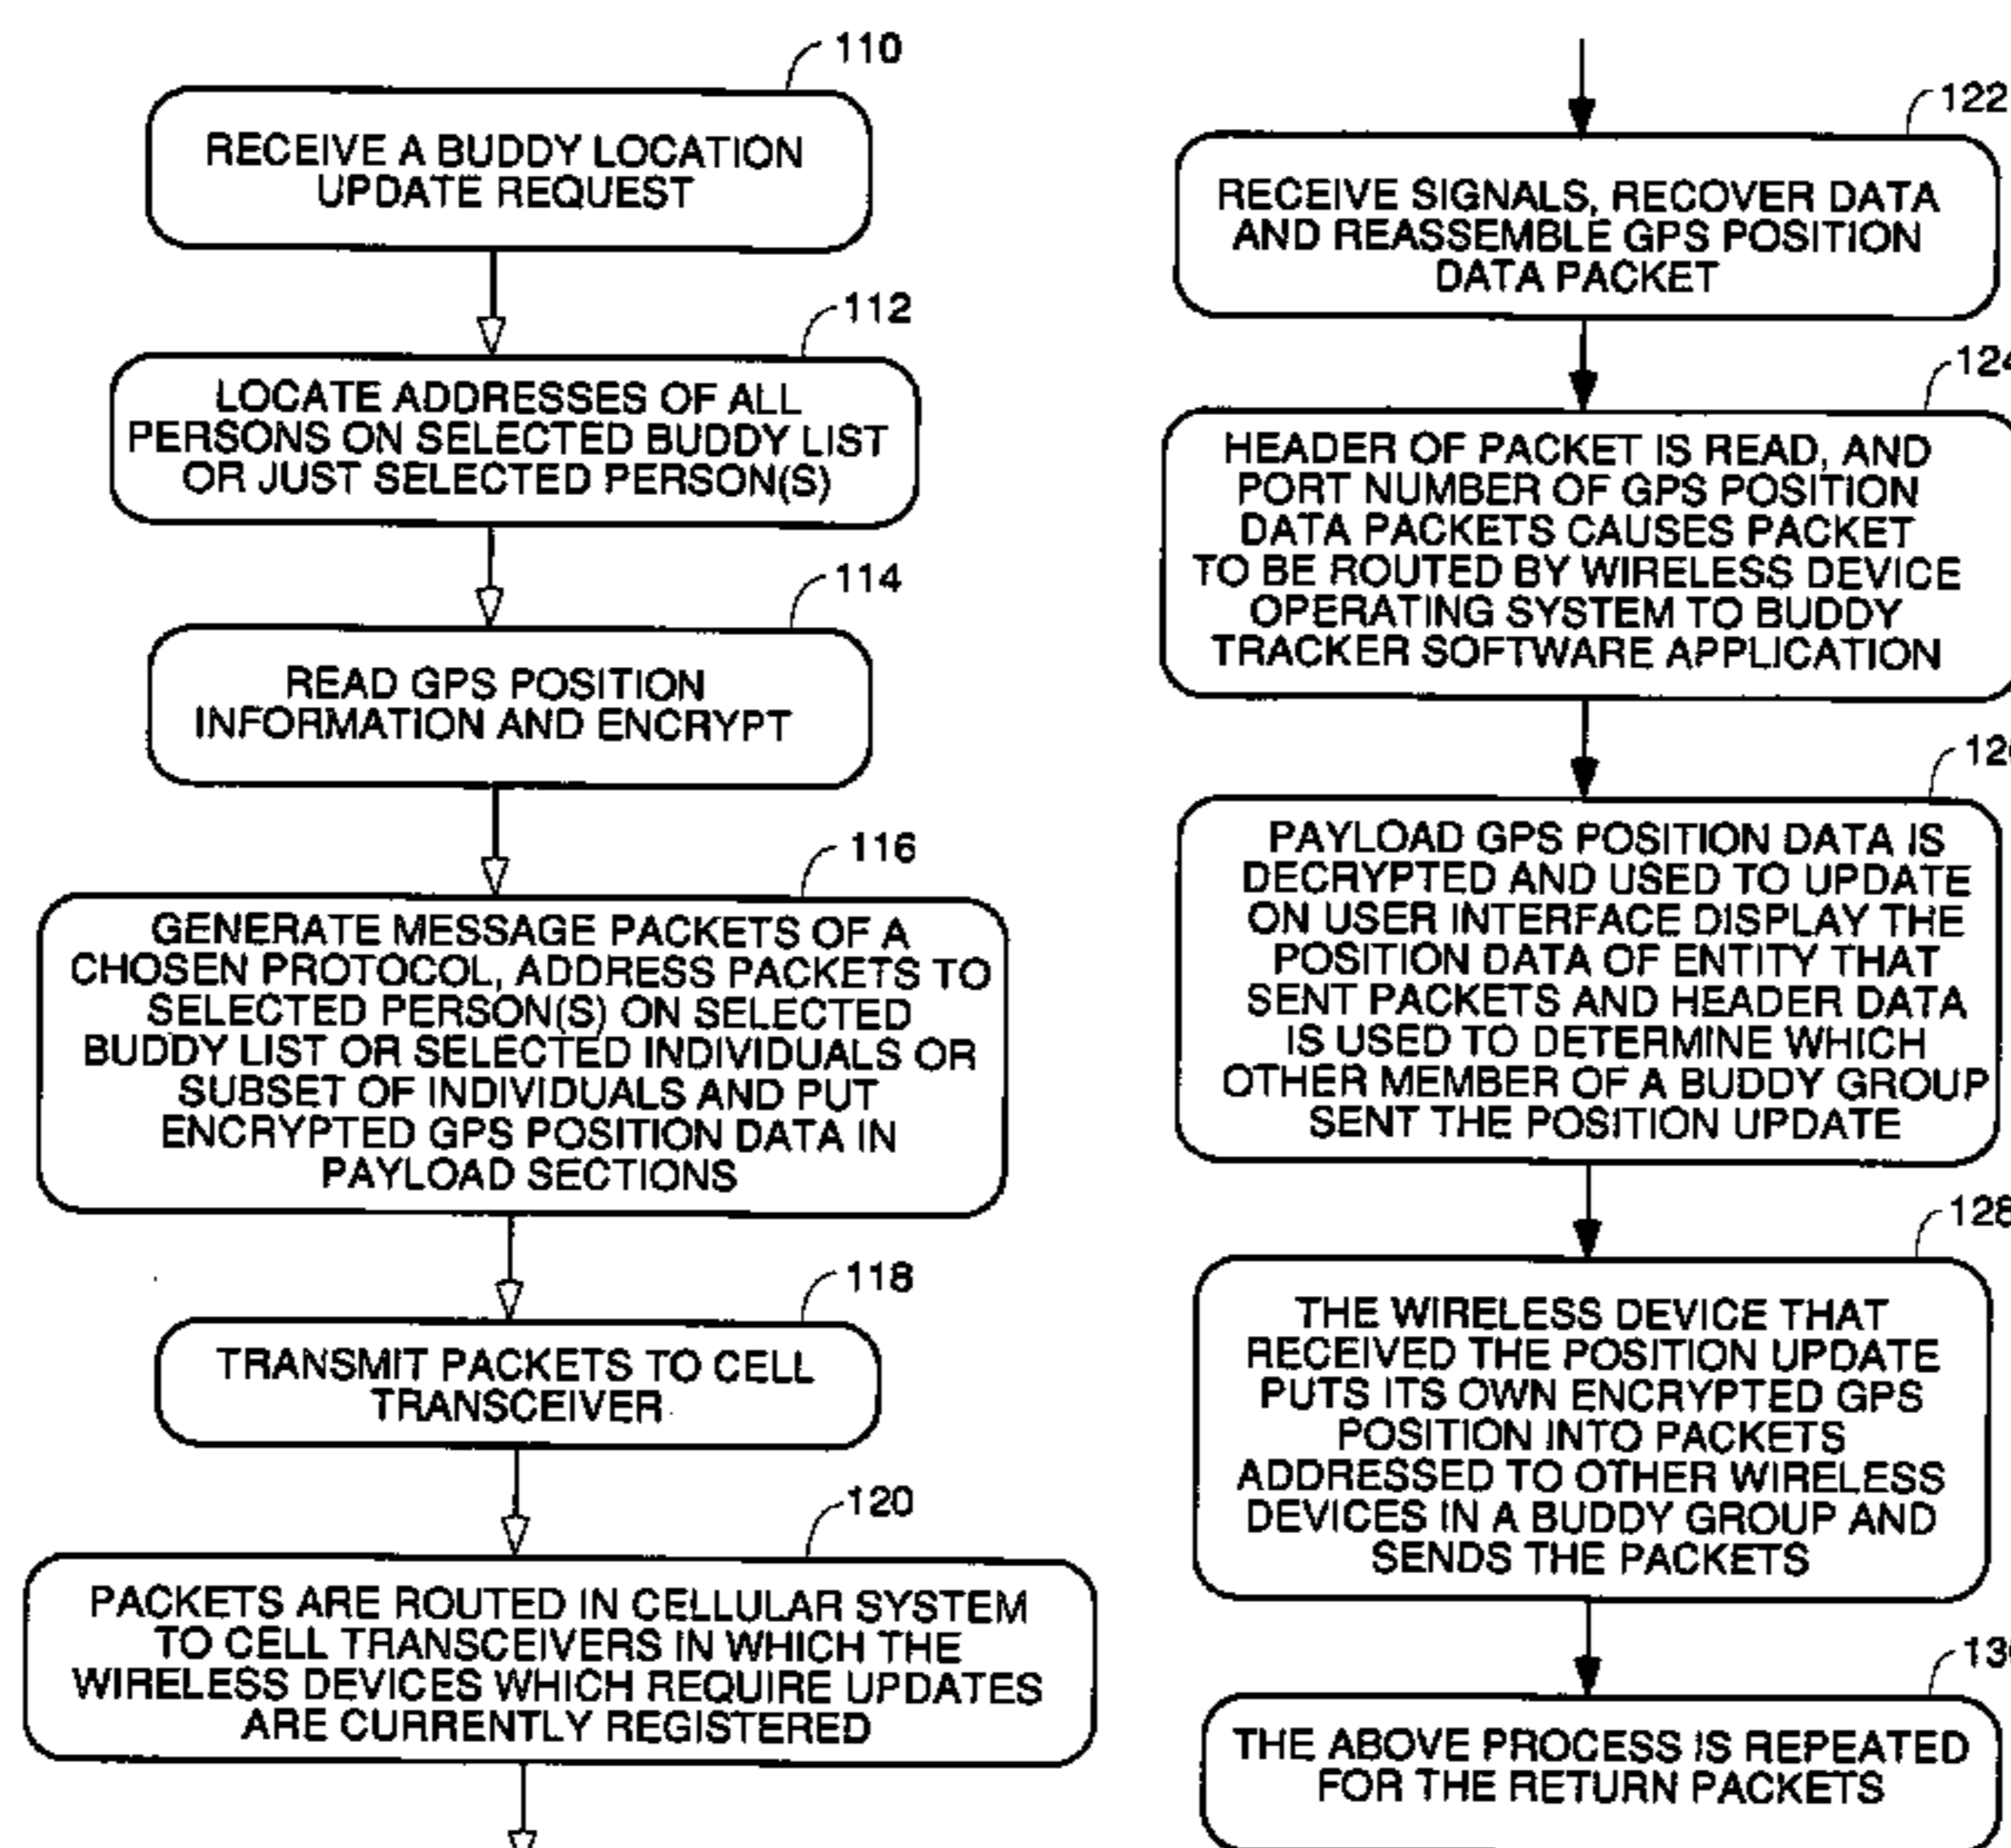 110
RECEIVE A BUDDY LOCATION
UPDATE REQUEST
112
LOCATE ADDRESSES OF ALL
PERSONS ON SELECTED BUDDY LIST
OR JUST SELECTED PERSON(S)
114
READ GPS POSITION
INFORMATION AND ENCRYPT
116
GENERATE MESSAGE PACKETS OF A
CHOSEN PROTOCOL, ADDRESS PACKETS TO
SELECTED PERSON(S) ON SELECTED
BUDDY LIST OR SELECTED INDIVIDUALS OR
SUBSET OF INDIVIDUALS AND PUT
ENCRYPTED GPS POSITION DATA IN
PAYLOAD SECTIONS
118
TRANSMIT PACKETS TO CELL
TRANSCEIVER
120
PACKETS ARE ROUTED IN CELLULAR SYSTEM
TO CELL TRANSCEIVERS IN WHICH THE
WIRELESS DEVICES WHICH REQUIRE UPDATES
ARE CURRENTLY REGISTERED
122
RECEIVE SIGNALS, RECOVER DATA
AND REASSEMBLE GPS POSITION
DATA PACKET
124
HEADER OF PACKET IS READ, AND
PORT NUMBER OF GPS POSITION
DATA PACKETS CAUSES PACKET
TO BE ROUTED BY WIRELESS DEVICE
OPERATING SYSTEM TO BUDDY
TRACKER SOFTWARE APPLICATION
126
PAYLOAD GPS POSITION DATA IS
DECRYPTED AND USED TO UPDATE
ON USER INTERFACE DISPLAY THE
POSITION DATA OF ENTITY THAT
SENT PACKETS AND HEADER DATA
IS USED TO DETERMINE WHICH
OTHER MEMBER OF A BUDDY GROUP
SENT THE POSITION UPDATE
128
THE WIRELESS DEVICE THAT
RECEIVED THE POSITION UPDATE
PUTS ITS OWN ENCRYPTED GPS
POSITION INTO PACKETS
ADDRESSED TO OTHER WIRELESS
DEVICES IN A BUDDY GROUP AND
SENDS THE PACKETS
130
THE ABOVE PROCESS IS REPEATED
FOR THE RETURN PACKETS